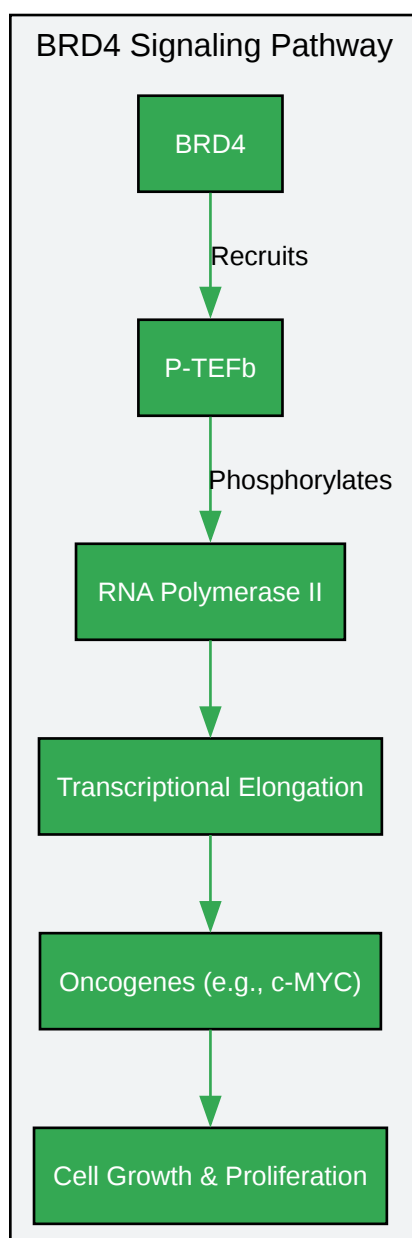 BRD4 Signaling Pathway
BRD4
Recruits
P-TEFb
Phosphorylates
RNA Polymerase II
Transcriptional Elongation
Oncogenes (e.g., c-MYC)
Cell Growth & Proliferation